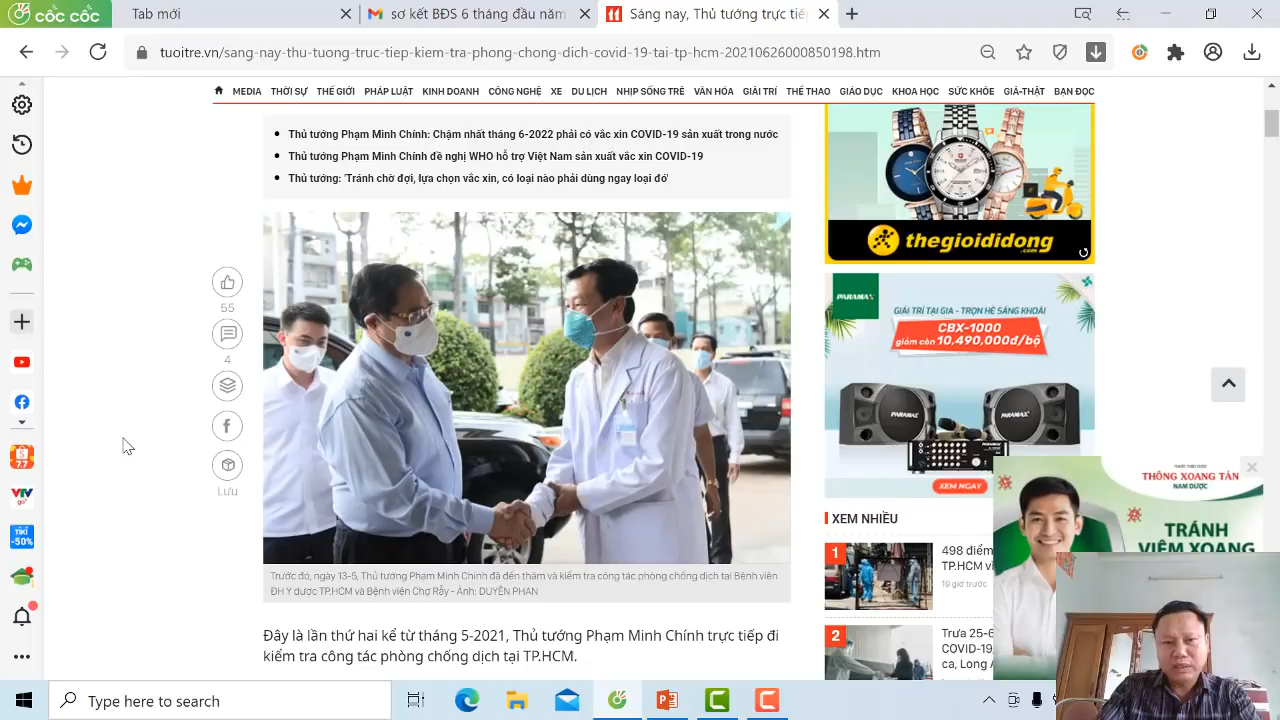 cốc cốc
Tab mới
sơ kết BĐS tháng đầu năm
Sáng nay, Thủ tướng trực tiế
tuoitre.vn/sang-nay-thu-tuong-truc-tiep-kiem-tra-phong-chong-dich-covid-19-tai-tp-hcm-20210626000850198.htm
MEDIA THỜI SỰ THẾ GIỚI PHÁP LUẬT KINH DOANH CÔNG NGHỆ XE DU LỊCH NHỊP SỐNG TRẺ VĂN HÓA GIẢI TRÍ THỂ THAO GIÁO DỤC KHOA HỌC SỨC KHỎE GIẢ-THẬT BẠN ĐỌC
Thủ tướng Phạm Minh Chính: Chậm nhất tháng 6-2022 phải có vắc xin COVID-19 sản xuất trong nước
Thủ tướng Phạm Minh Chính đề nghị WHO hỗ trợ Việt Nam sản xuất vắc xin COVID-19
Thủ tướng: 'Tránh chờ đợi, lựa chọn vắc xin, có loại nào phải dùng ngay loại đó'
thegioididong
.com
PARAMAX
GIẢI TRÍ TẠI GIA - TRỌN HÈ SẢNG KHOÁI!
CBX-1000
giảm còn 10,490,000đ/bộ
PARAMAX
PARAMAX
XEM NGAY
55
4
Lưu
Trước đó, ngày 13-5, Thủ tướng Phạm Minh Chính đã đến thăm và kiểm tra công tác phòng chống dịch tại Bệnh viện
ĐH Y dược TP.HCM và Bệnh viện Chợ Rẫy - Ảnh: DUYÊN PHAN
Đây là lần thứ hai kể từ tháng 5-2021, Thủ tướng Phạm Minh Chính trực tiếp đi
kiểm tra công tác phòng chống dịch tại TP.HCM.
XEM NHIỀU
1
498 điểm
TP.HCM vi
19 giờ trước
2
Trưa 25-6
COVID-19
ca, Long A
THÔNG XOANG TÁN
NAM DƯỢC
TRÁNH
VIÊM XOANG
7.7
VTV
go
TIKI
-50%
Type here to search